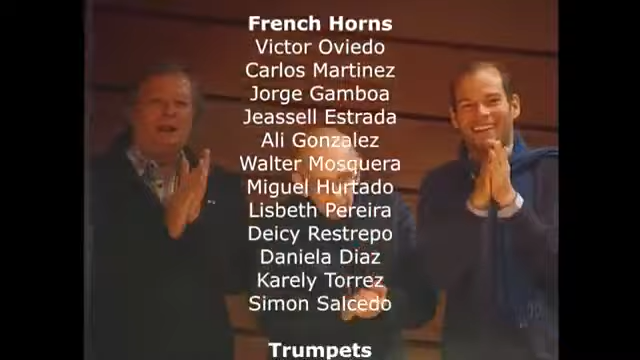 French Horns
Victor Oviedo
Carlos Martinez
Jorge Gamboa
Jeassell Estrada
Ali Gonzalez
Walter Mosquera
Miguel Hurtado
Lisbeth Pereira
Deicy Restrepo
Daniela Diaz
Karely Torrez
Simon Salcedo
Trumpets